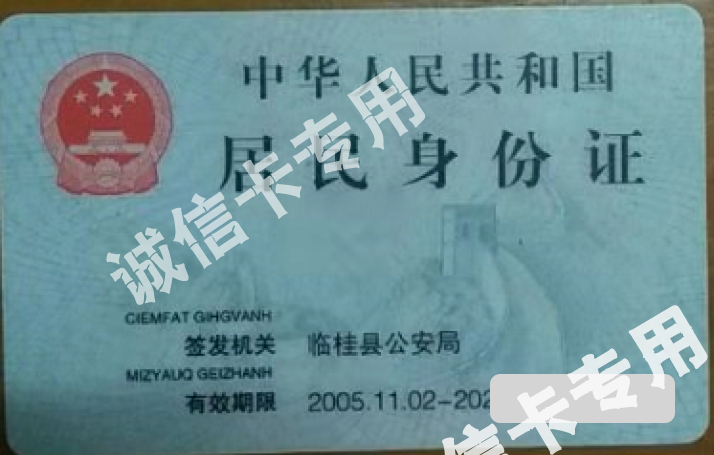 中华人民共和国
居民身份证
诚信卡专用
CIEMFAT GIHGVANH
签发机关 临桂县公安局
MIZYAUQ GEIZHANH
有效期限 2005.11.02-202
信卡专用